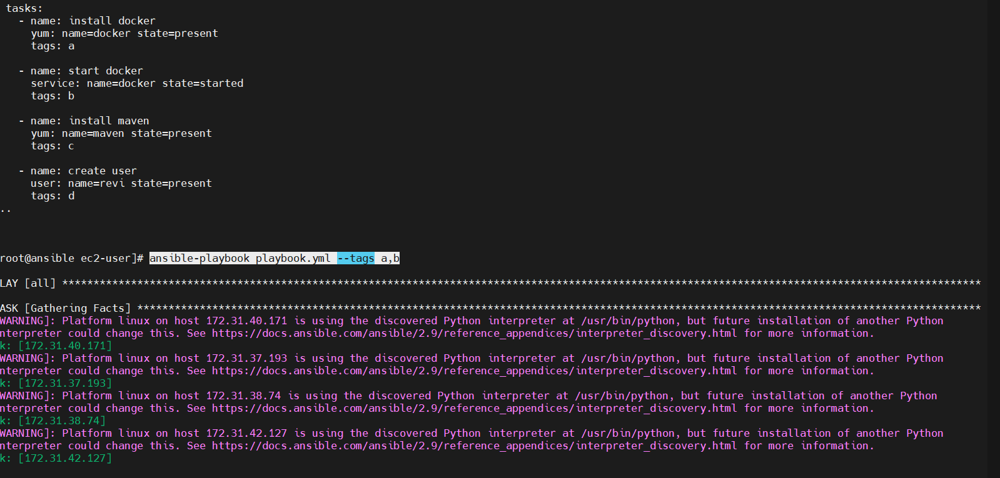 tasks:
- name: install docker
yum: name=docker state=present
tags: a
- name: start docker
service: name=docker state=started
tags: b
- name: install maven
yum: name=maven state=present
tags: c
- name: create user
user: name=revi state=present
tags: d
..
root@ansible ec2-user]# ansible-playbook playbook.yml --tags a,b
LAY [all] ***************************************************************************************************************************************************
ASK [Gathering Facts] ***************************************************************************************************************************************
WARNING]: Platform linux on host 172.31.40.171 is using the discovered Python interpreter at /usr/bin/python, but future installation of another Python
nterpreter could change this. See https://docs.ansible.com/ansible/2.9/reference_appendices/interpreter_discovery.html for more information.
k: [172.31.40.171]
WARNING]: Platform linux on host 172.31.37.193 is using the discovered Python interpreter at /usr/bin/python, but future installation of another Python
nterpreter could change this. See https://docs.ansible.com/ansible/2.9/reference_appendices/interpreter_discovery.html for more information.
k: [172.31.37.193]
WARNING]: Platform linux on host 172.31.38.74 is using the discovered Python interpreter at /usr/bin/python, but future installation of another Python
nterpreter could change this. See https://docs.ansible.com/ansible/2.9/reference_appendices/interpreter_discovery.html for more information.
k: [172.31.38.74]
WARNING]: Platform linux on host 172.31.42.127 is using the discovered Python interpreter at /usr/bin/python, but future installation of another Python
nterpreter could change this. See https://docs.ansible.com/ansible/2.9/reference_appendices/interpreter_discovery.html for more information.
k: [172.31.42.127]